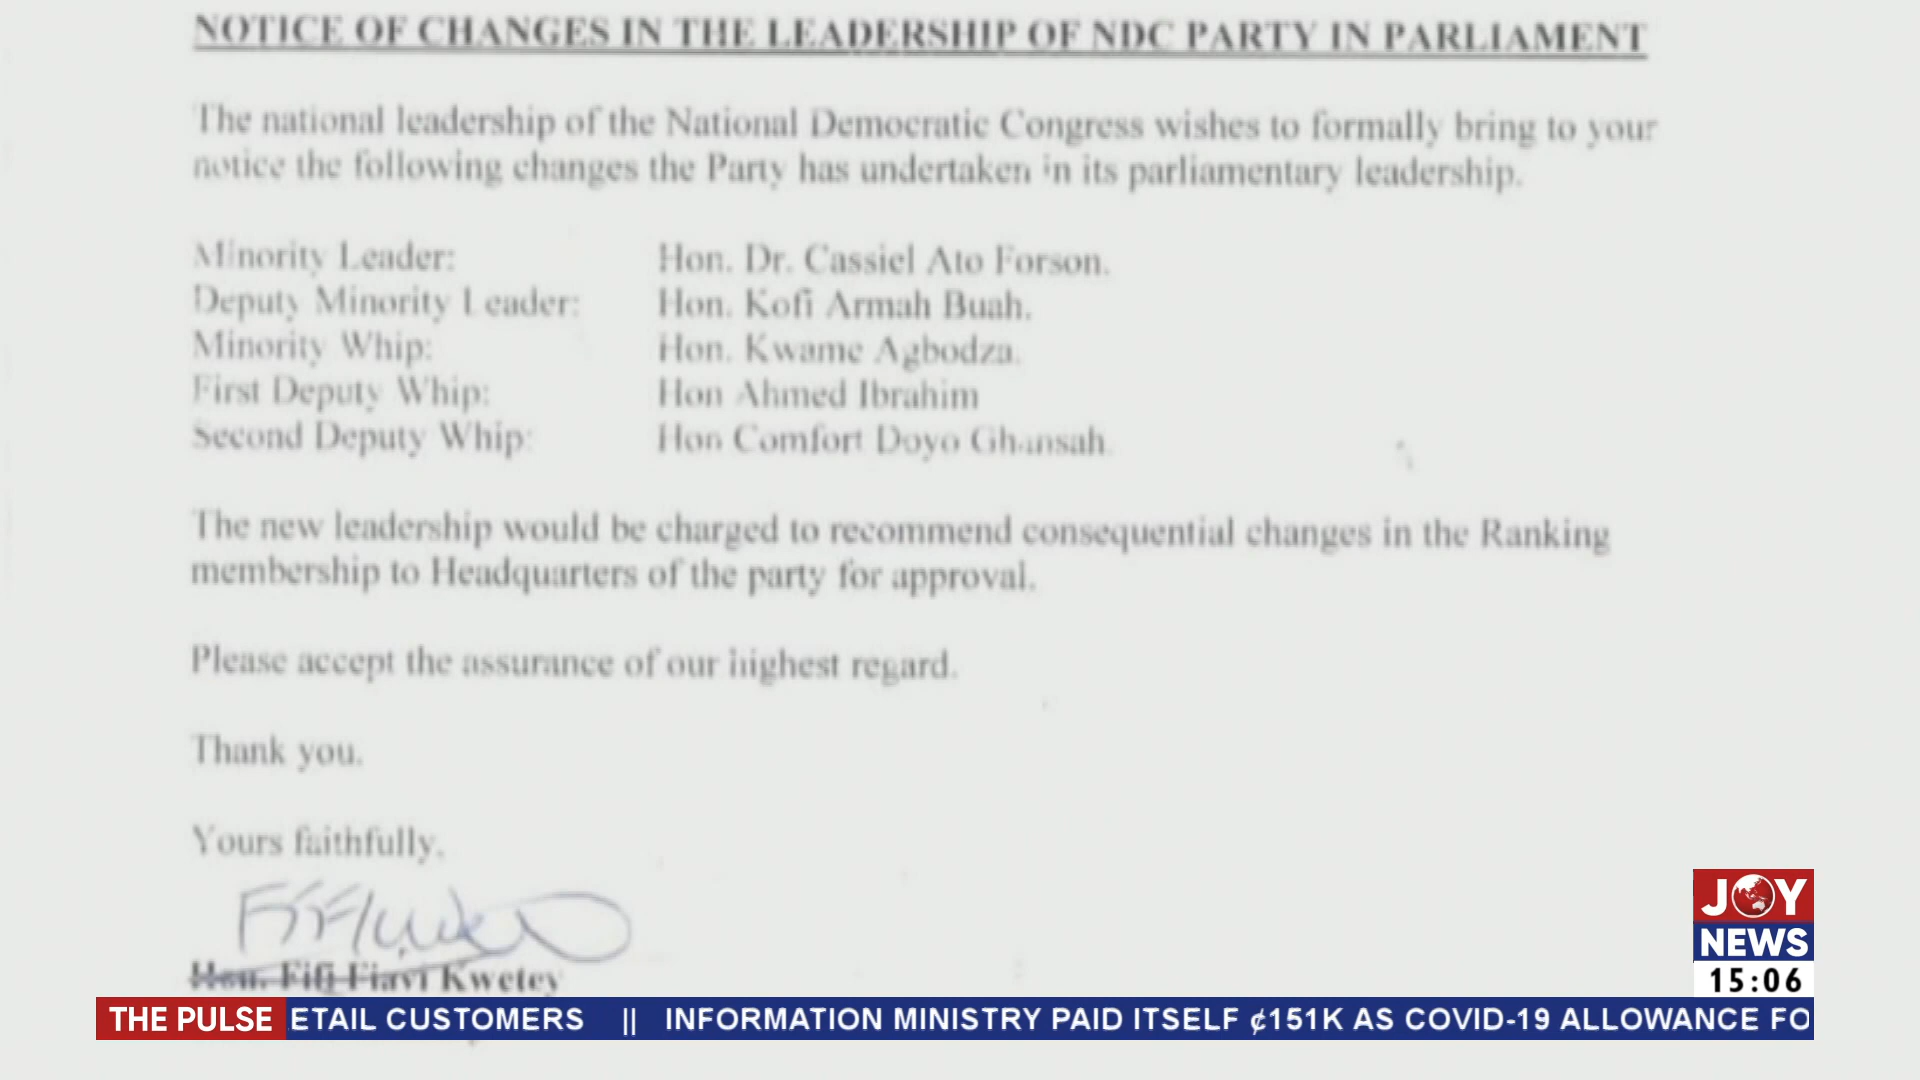 NOTICE OF CHANGES IN THE LEADERSHIP OF NDC PARTY IN PARLIAMENT
The national leadership of the National Democratic Congress wishes to formally bring to your
notice the following changes the Party has undertaken in its parliamentary leadership.
Minority Leader: Hon. Dr. Cassiel Ato Forson.
Deputy Minority Leader: Hon. Kofi Armah Buah.
Minority Whip: Hon. Kwame Agbodza.
First Deputy Whip: Hon Ahmed Ibrahim
Second Deputy Whip: Hon Comfort Doyo Ghansah.
The new leadership would be charged to recommend consequential changes in the Ranking
membership to Headquarters of the party for approval.
Please accept the assurance of our highest regard.
Thank you.
Yours faithfully,
Hon. Fifi Fiavi Kwetey
JOY
NEWS
15:06
THE PULSE ETAIL CUSTOMERS || INFORMATION MINISTRY PAID ITSELF ¢151K AS COVID-19 ALLOWANCE FO